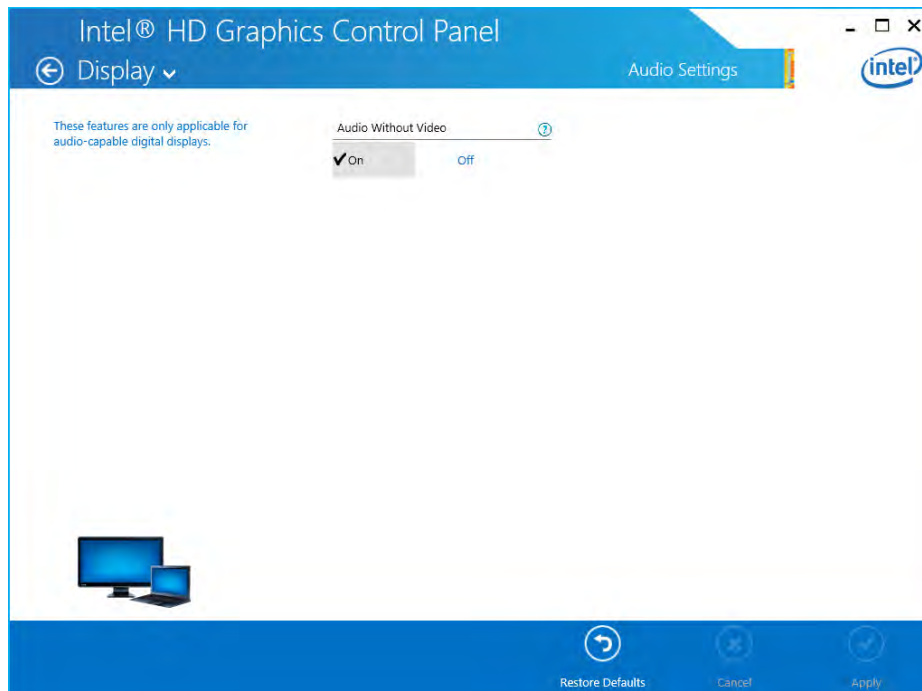 Intel® HD Graphics Control Panel
Display
Audio Settings
intel
These features are only applicable for
audio-capable digital displays.
Audio Without Video
?
On
Off
Restore Defaults
Cancel
Apply